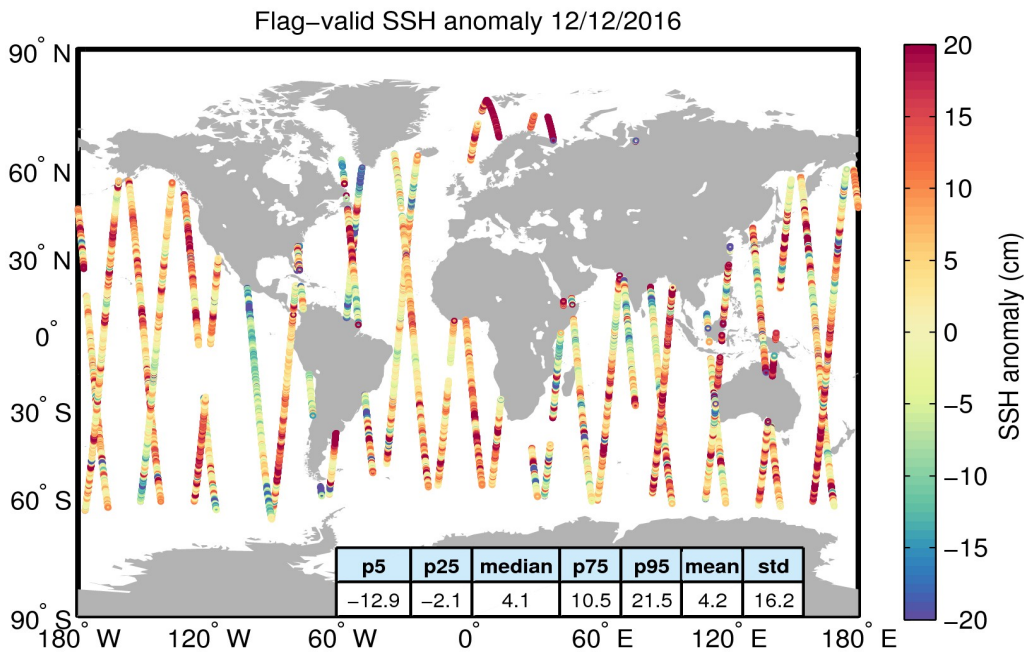 Flag−valid SSH anomaly 12/12/2016
90° N
60° N
30° N
0°
30° S
60° S
90° S
180° W
120° W
60° W
0°
60° E
120° E
180° E
p5 p25 median p75 p95 mean std
−12.9 −2.1 4.1 10.5 21.5 4.2 16.2
20
15
10
5
0
−5
−10
−15
−20
SSH anomaly (cm)